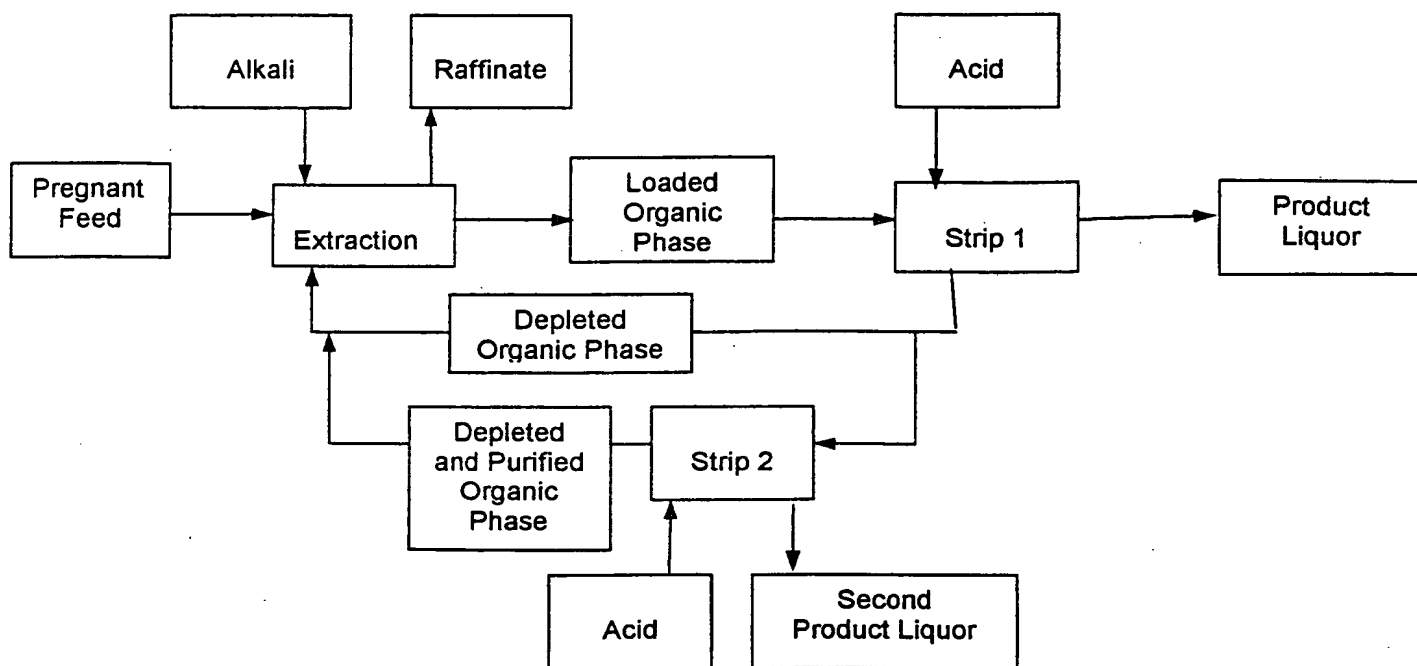 Alkali
Raffinate
Acid
Pregnant
Feed
Extraction
Loaded
Organic
Phase
Strip 1
Product
Liquor
Depleted
Organic Phase
Depleted
and Purified
Organic
Phase
Strip 2
Acid
Second
Product Liquor